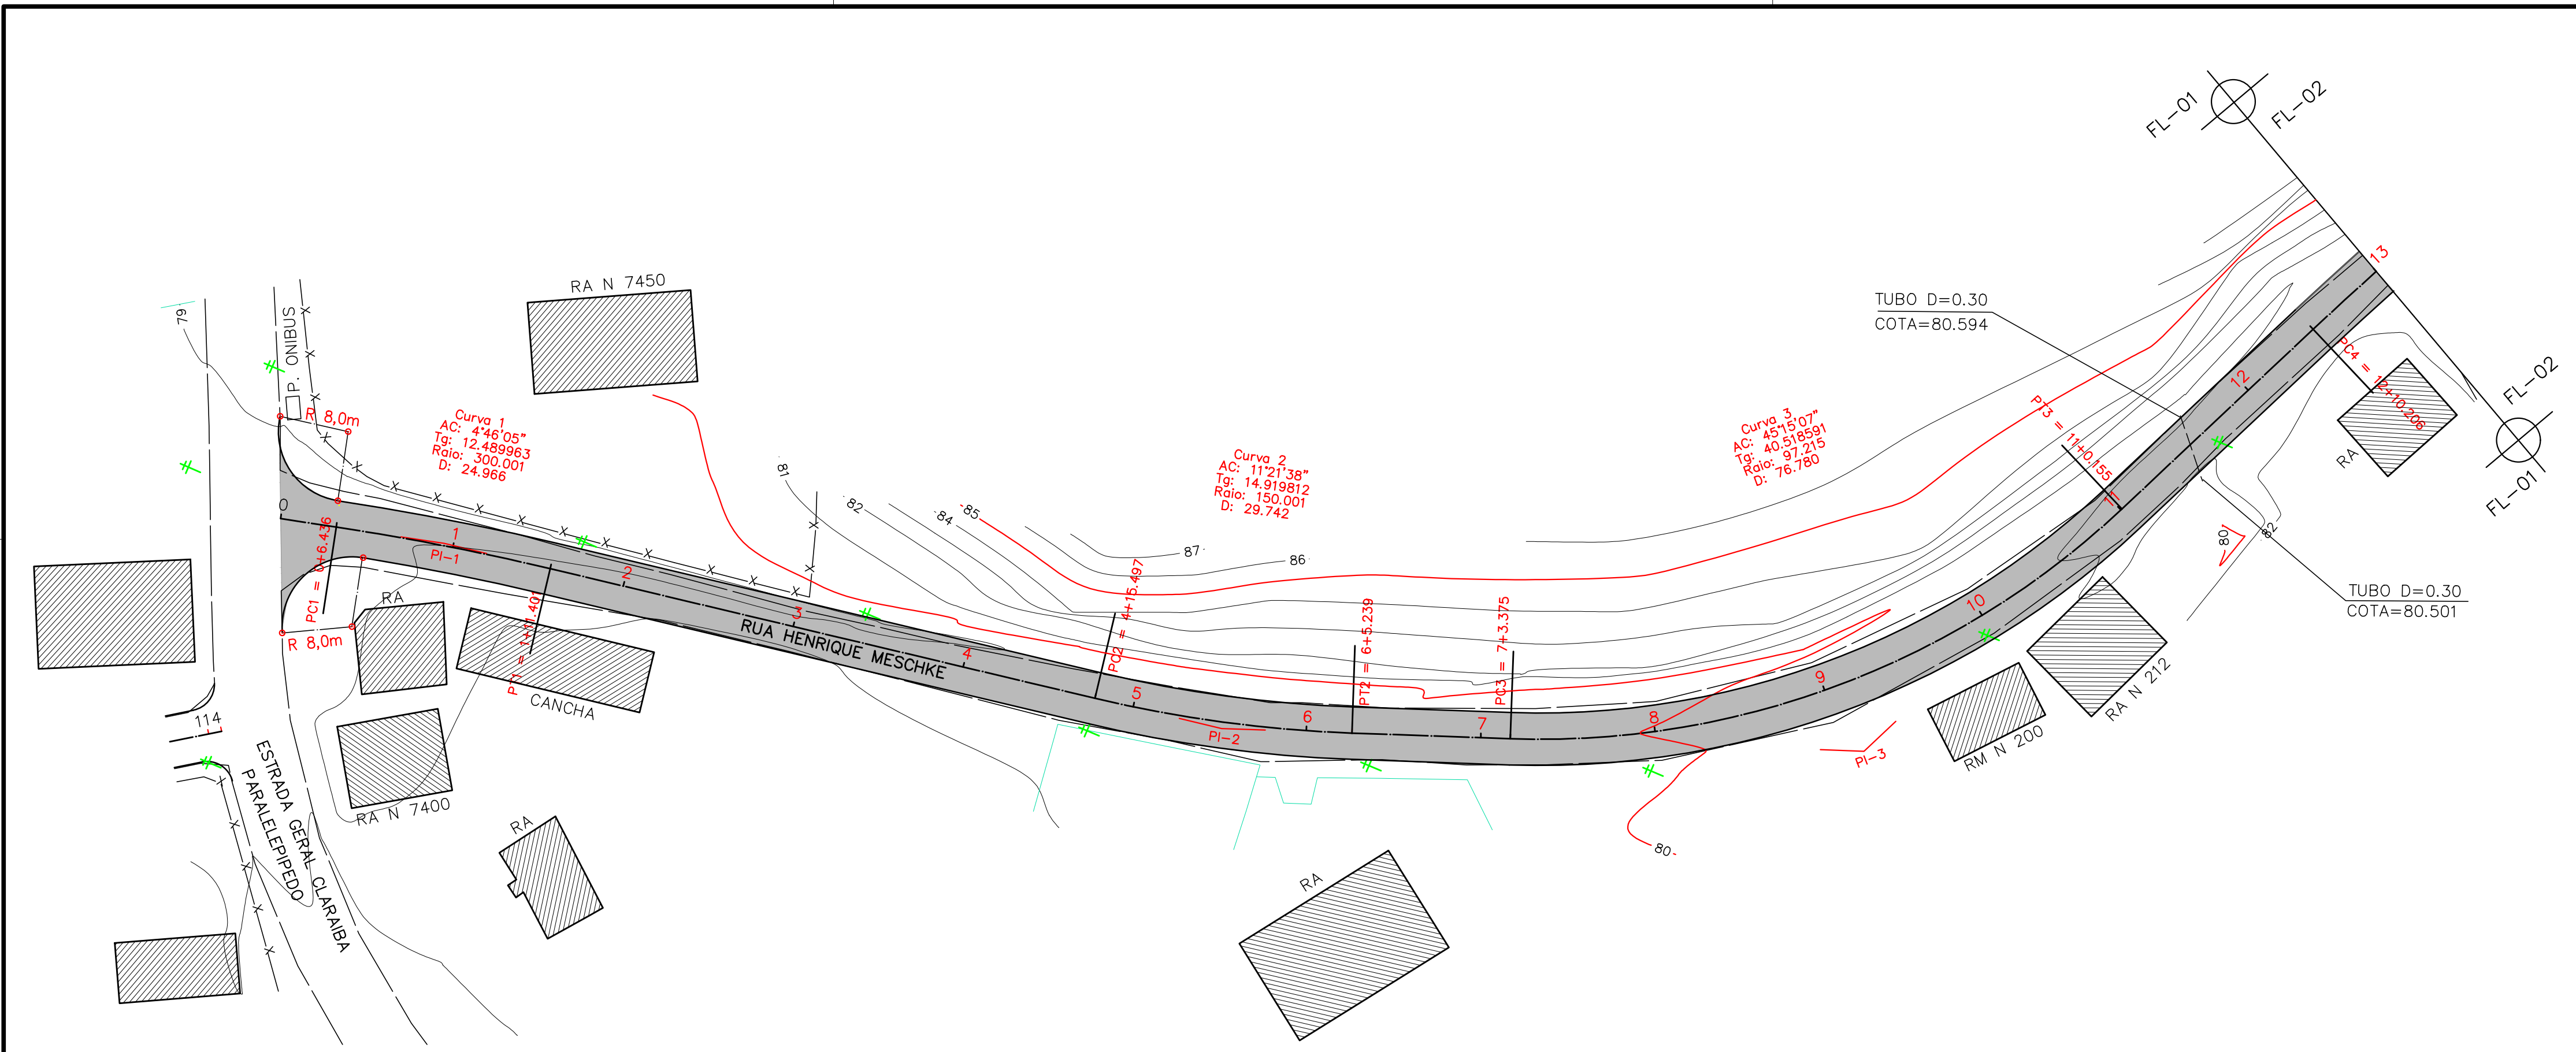 FL-01
FL-02
13
RA N 7450
TUBO D=0.30
COTA=80.594
79
P. ONIBUS
R 8,0m
Curva 1
AC: 4°46'05"
Tg: 12.489963
Raio: 300.001
D: 24.966
Curva 2
AC: 11°21'38"
Tg: 14.919812
Raio: 150.001
D: 29.742
Curva 3
AC: 45°15'07"
Tg: 40.518591
Raio: 97.215
D: 76.780
81
82
84
85
87
86
PC4 = 12+10.206
12
PT3 = 11+0.155
11
RA
FL-02
FL-01
80
82
0
PC1 = 0+6.436
1
PI-1
2
PT1 = 1+11.401
3
RUA HENRIQUE MESCHKE
4
PC2 = 4+15.497
5
PI-2
6
PT2 = 6+5.239
7
PC3 = 7+3.375
8
9
10
TUBO D=0.30
COTA=80.501
RA
R 8,0m
CANCHA
RA N 212
RM N 200
PI-3
114
ESTRADA GERAL CLARAIBA
PARALELEPIPEDO
RA N 7400
RA
RA
80